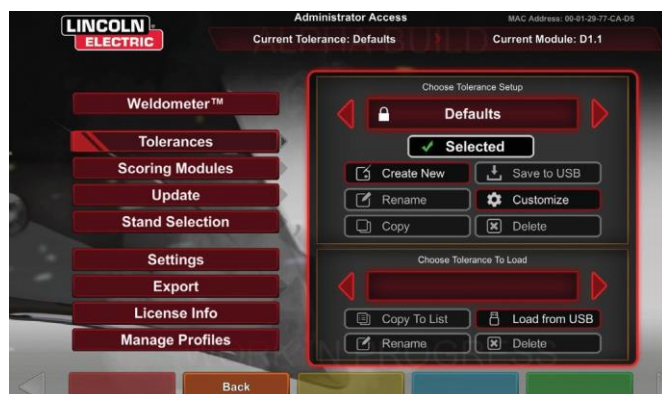 LINCOLN
ELECTRIC
Administrator Access
MAC Address: 00-01-29-77-CA-D5
Current Tolerance: Defaults
Current Module: D1.1
Weldometer™
Tolerances
Scoring Modules
Update
Stand Selection
Settings
Export
License Info
Manage Profiles
Choose Tolerance Setup
Defaults
Selected
Create New
Save to USB
Rename
Customize
Copy
Delete
Choose Tolerance To Load
Copy To List
Load from USB
Rename
Delete
WORK IN PROGRESS
Back